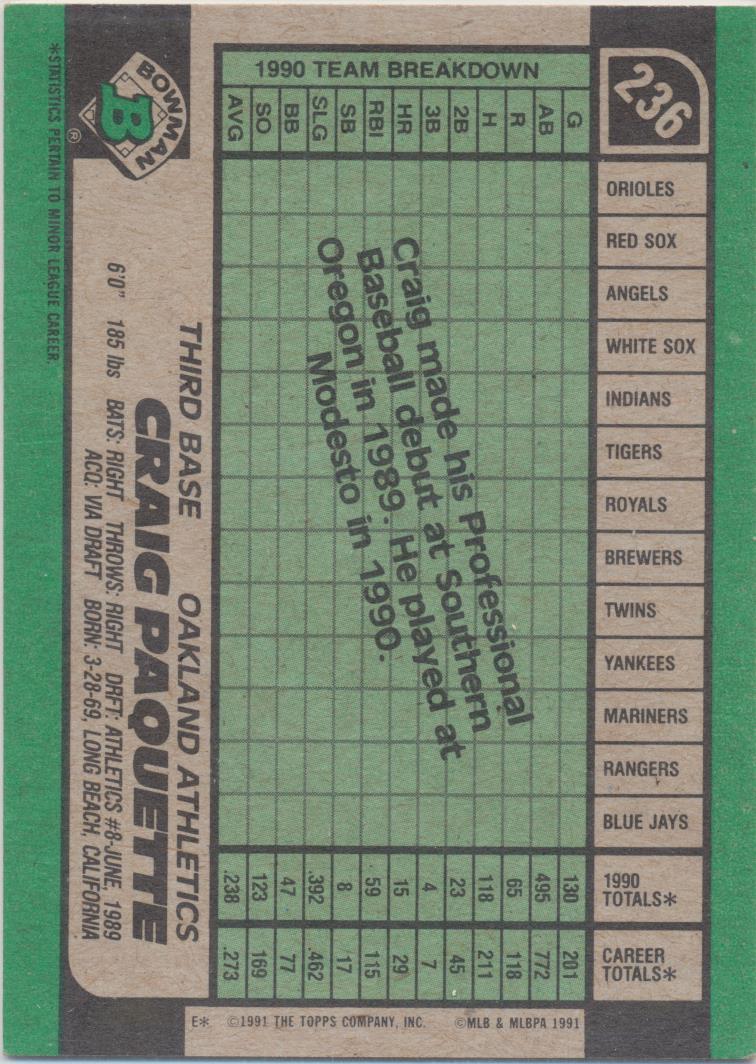 236
BOWMAN
B
®
THIRD BASE OAKLAND ATHLETICS
CRAIG PAQUETTE
6'0" 185 lbs BATS: RIGHT THROWS: RIGHT DRFT: ATHLETICS #8-JUNE, 1989
ACQ: VIA DRAFT BORN: 3-28-69, LONG BEACH, CALIFORNIA
*STATISTICS PERTAIN TO MINOR LEAGUE CAREER.
1990 TEAM BREAKDOWN
G AB R H 2B 3B HR RBI SB SLG BB SO AVG
ORIOLES
RED SOX
ANGELS
WHITE SOX
INDIANS
TIGERS
ROYALS
BREWERS
TWINS
YANKEES
MARINERS
RANGERS
BLUE JAYS
1990 TOTALS* 130 495 65 118 23 4 15 59 8 .392 47 123 .238
CAREER TOTALS* 201 772 118 211 45 7 29 115 17 .462 77 169 .273
Craig made his Professional
Baseball debut at Southern
Oregon in 1989. He played at
Modesto in 1990.
E* ©1991 THE TOPPS COMPANY, INC. ©MLB & MLBPA 1991